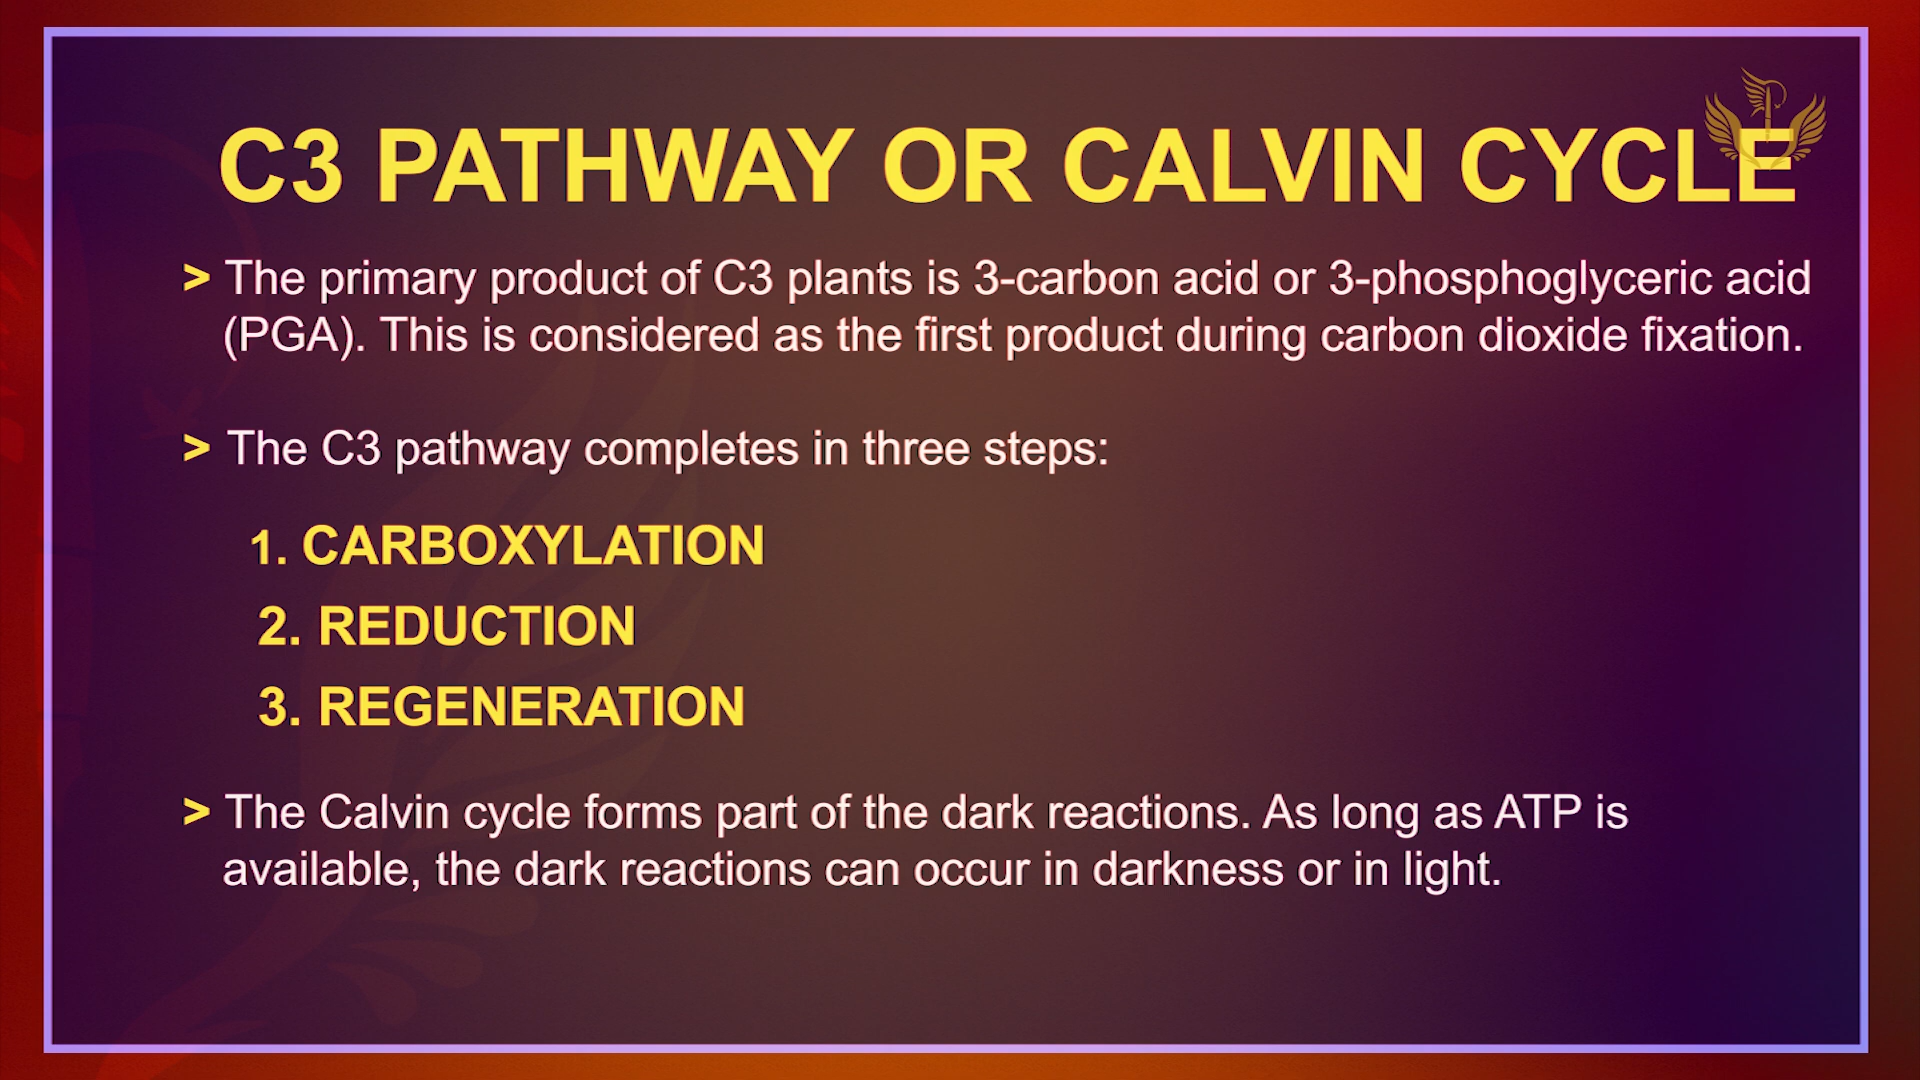 C3 PATHWAY OR CALVIN CYCLE
> The primary product of C3 plants is 3-carbon acid or 3-phosphoglyceric acid
(PGA). This is considered as the first product during carbon dioxide fixation.
> The C3 pathway completes in three steps:
1. CARBOXYLATION
2. REDUCTION
3. REGENERATION
> The Calvin cycle forms part of the dark reactions. As long as ATP is
available, the dark reactions can occur in darkness or in light.